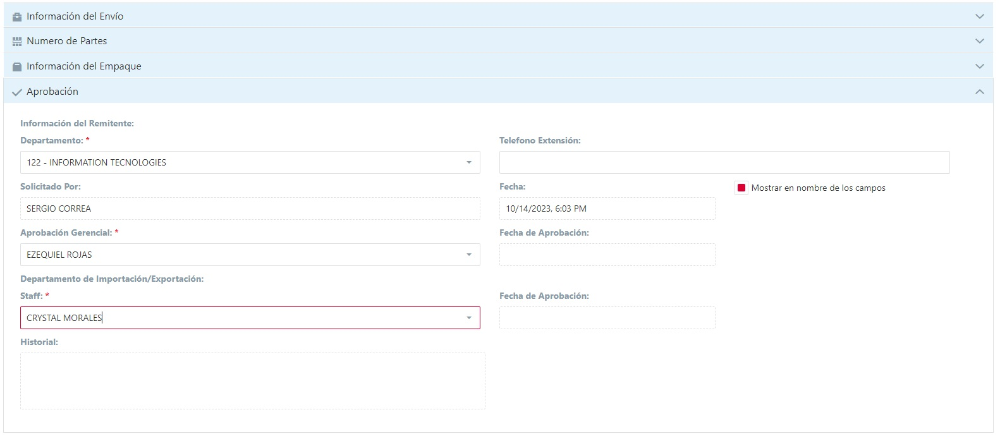 Información del Envío
Numero de Partes
Información del Empaque
Aprobación
Información del Remitente:
Departamento: *
Telefono Extensión:
122 - INFORMATION TECNOLOGIES
Solicitado Por:
Fecha:
Mostrar en nombre de los campos
SERGIO CORREA
10/14/2023, 6:03 PM
Aprobación Gerencial: *
Fecha de Aprobación:
EZEQUIEL ROJAS
Departamento de Importación/Exportación:
Staff: *
Fecha de Aprobación:
CRYSTAL MORALES
Historial: